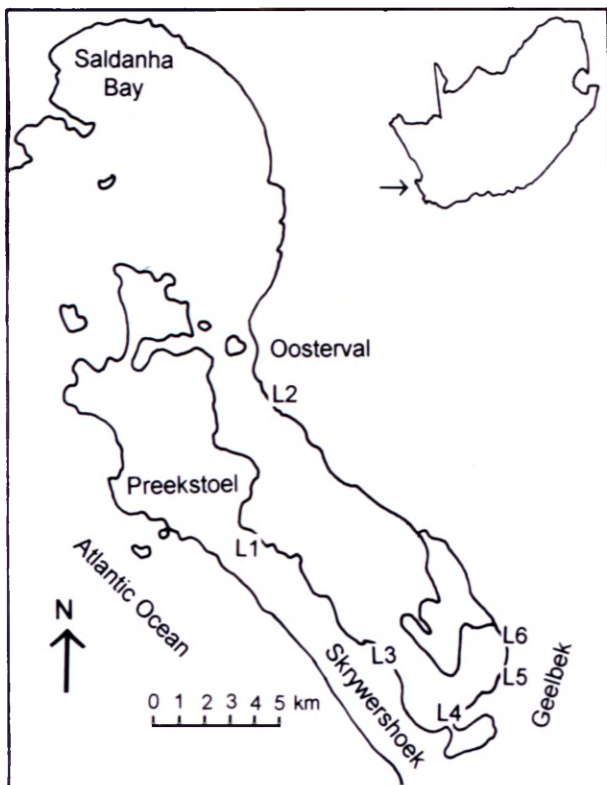 Saldanha
Bay
Oosterval
L2
Preekstoel
L1
Atlantic Ocean
N
Skrywershoek
L3
L6
L5
L4
Geelbek
0 1 2 3 4 5 km